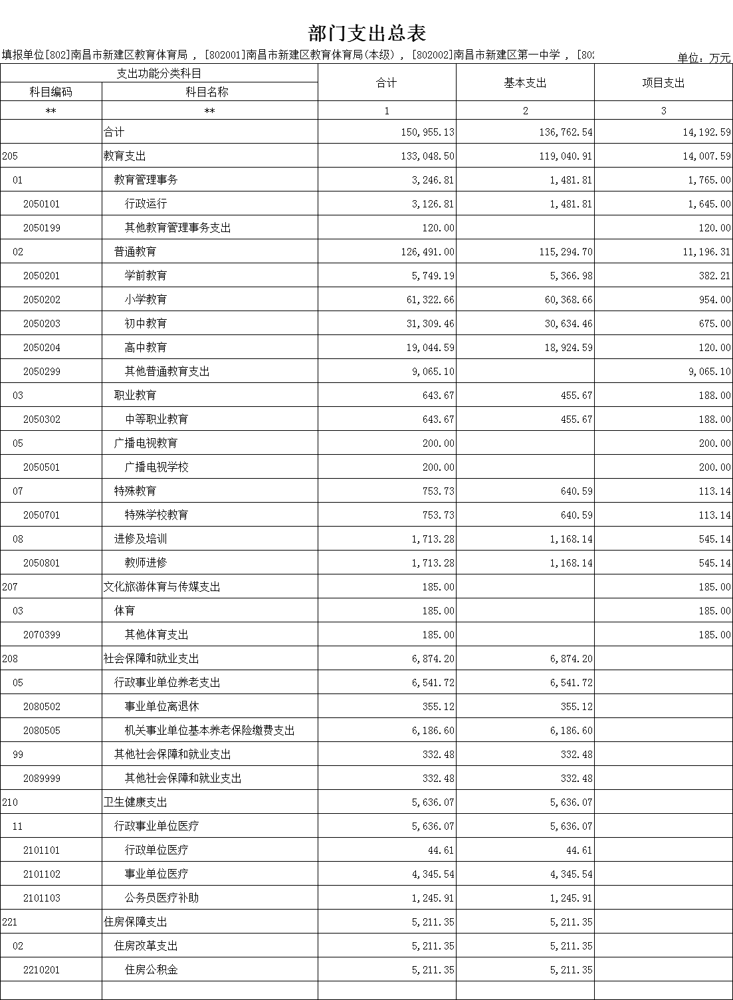 部门支出总表
填报单位[802]南昌市新建区教育体育局 , [802001]南昌市新建区教育体育局(本级) , [802002]南昌市新建区第一中学 , [802 单位：万元
支出功能分类科目 合计 基本支出 项目支出
科目编码 科目名称
** ** 1 2 3
合计 150,955.13 136,762.54 14,192.59
205 教育支出 133,048.50 119,040.91 14,007.59
01 教育管理事务 3,246.81 1,481.81 1,765.00
2050101 行政运行 3,126.81 1,481.81 1,645.00
2050199 其他教育管理事务支出 120.00 120.00
02 普通教育 126,491.00 115,294.70 11,196.31
2050201 学前教育 5,749.19 5,366.98 382.21
2050202 小学教育 61,322.66 60,368.66 954.00
2050203 初中教育 31,309.46 30,634.46 675.00
2050204 高中教育 19,044.59 18,924.59 120.00
2050299 其他普通教育支出 9,065.10 9,065.10
03 职业教育 643.67 455.67 188.00
2050302 中等职业教育 643.67 455.67 188.00
05 广播电视教育 200.00 200.00
2050501 广播电视学校 200.00 200.00
07 特殊教育 753.73 640.59 113.14
2050701 特殊学校教育 753.73 640.59 113.14
08 进修及培训 1,713.28 1,168.14 545.14
2050801 教师进修 1,713.28 1,168.14 545.14
207 文化旅游体育与传媒支出 185.00 185.00
03 体育 185.00 185.00
2070399 其他体育支出 185.00 185.00
208 社会保障和就业支出 6,874.20 6,874.20
05 行政事业单位养老支出 6,541.72 6,541.72
2080502 事业单位离退休 355.12 355.12
2080505 机关事业单位基本养老保险缴费支出 6,186.60 6,186.60
99 其他社会保障和就业支出 332.48 332.48
2089999 其他社会保障和就业支出 332.48 332.48
210 卫生健康支出 5,636.07 5,636.07
11 行政事业单位医疗 5,636.07 5,636.07
2101101 行政单位医疗 44.61 44.61
2101102 事业单位医疗 4,345.54 4,345.54
2101103 公务员医疗补助 1,245.91 1,245.91
221 住房保障支出 5,211.35 5,211.35
02 住房改革支出 5,211.35 5,211.35
2210201 住房公积金 5,211.35 5,211.35